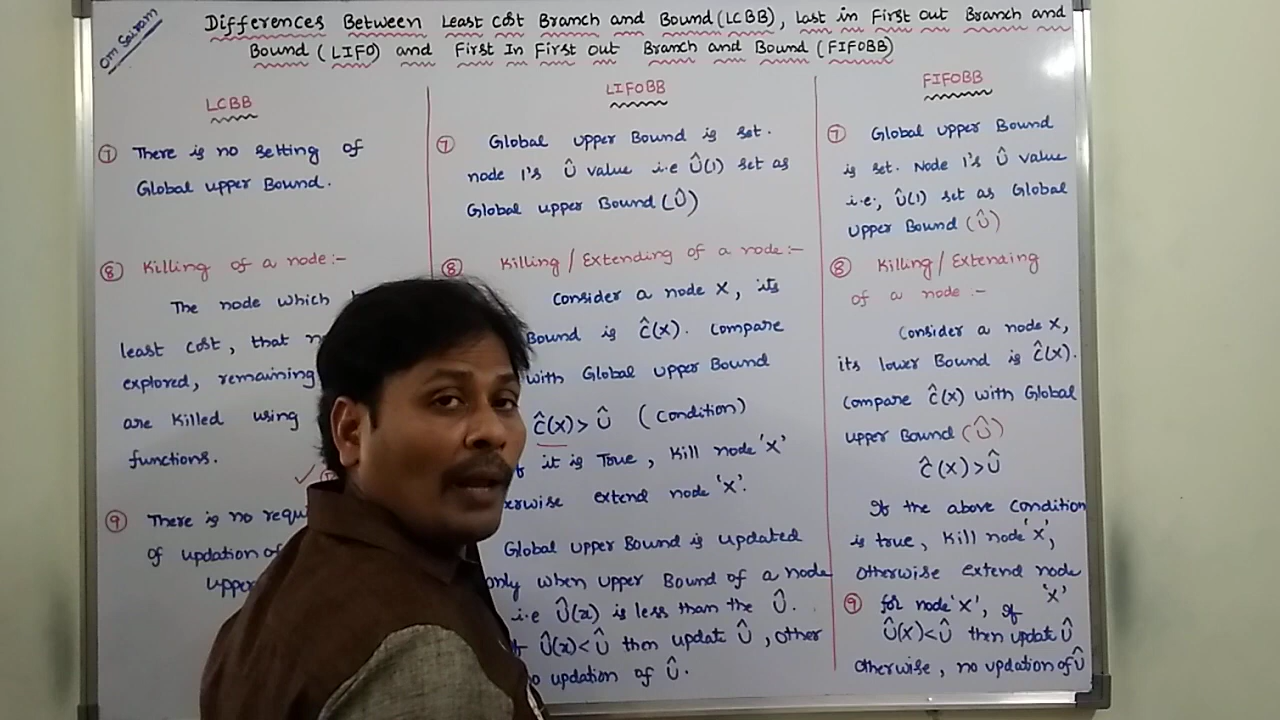 Om Sairam
Differences Between Least Cost Branch and Bound (LCBB), Last in First Out Branch and
Bound (LIFO) and First In First Out Branch and Bound (FIFOBB)
LCBB
⑦ There is no setting of
Global upper Bound.
⑧ Killing of a node:-
The node which
least cost, that
explored, remaining
are killed using
functions.
⑨ There is no
of updation of
upper
LIFOBB
⑦ Global upper Bound is set.
node 1's Û value i.e Û(1) set as
Global upper Bound (Û)
⑧ Killing / Extending of a node:-
Consider a node X, its
Bound is Ĉ(X). Compare
with Global upper Bound
Ĉ(X) > Û (Condition)
it is True, Kill node 'X'
extend node 'X'.
Global upper Bound is updated
only when upper Bound of a node
i.e Û(x) is less than the Û.
Û(x) < Û then update Û, other
updation of Û.
FIFOBB
⑦ Global upper Bound
is set. Node 1's Û value
i.e., Û(1) set as Global
Upper Bound (Û)
⑧ Killing / Extending
of a node :-
Consider a node X,
its lower Bound is Ĉ(X).
Compare Ĉ(X) with Global
upper Bound (Û)
Ĉ(X) > Û
If the above Condition
is true, Kill node 'X',
Otherwise extend node
'X'
⑨ for node 'X', if
Û(X) < Û then update Û
Otherwise, no updation of Û